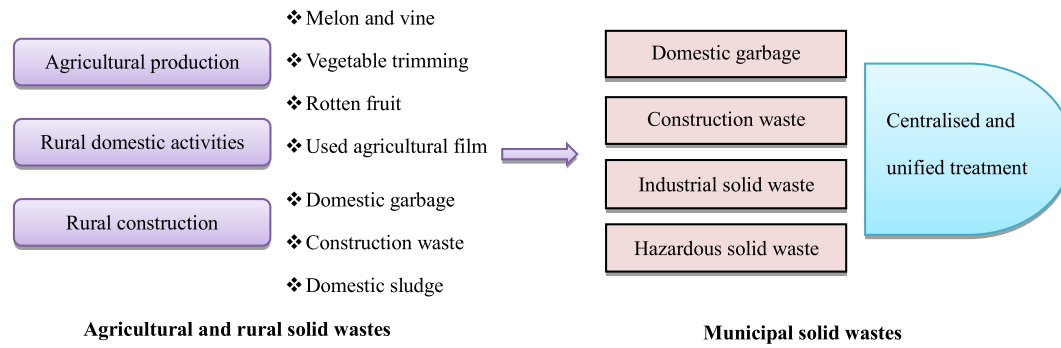 Agricultural production
Rural domestic activities
Rural construction
❖ Melon and vine
❖ Vegetable trimming
❖ Rotten fruit
❖ Used agricultural film
❖ Domestic garbage
❖ Construction waste
❖ Domestic sludge
Agricultural and rural solid wastes
Domestic garbage
Construction waste
Industrial solid waste
Hazardous solid waste
Centralised and
unified treatment
Municipal solid wastes